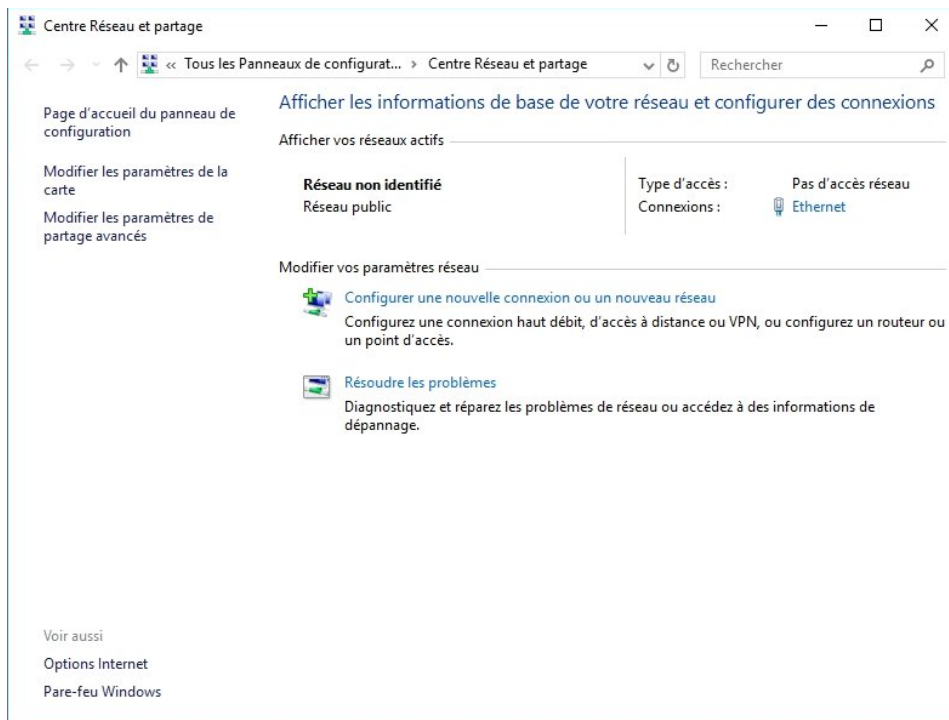 Centre Réseau et partage
« Tous les Panneaux de configurat... › Centre Réseau et partage
Rechercher
Page d'accueil du panneau de
configuration
Modifier les paramètres de la
carte
Modifier les paramètres de
partage avancés
Afficher les informations de base de votre réseau et configurer des connexions
Afficher vos réseaux actifs
Réseau non identifié
Réseau public
Type d'accès : Pas d'accès réseau
Connexions : Ethernet
Modifier vos paramètres réseau
Configurer une nouvelle connexion ou un nouveau réseau
Configurez une connexion haut débit, d'accès à distance ou VPN, ou configurez un routeur ou
un point d'accès.
Résoudre les problèmes
Diagnostiquez et réparez les problèmes de réseau ou accédez à des informations de
dépannage.
Voir aussi
Options Internet
Pare-feu Windows